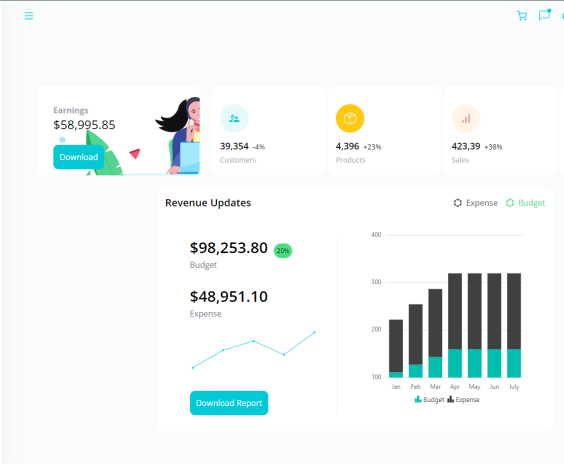 Earnings
$58,995.85
Download
39,354 -4%
Customers
4,396 +23%
Products
423,39 +38%
Sales
Revenue Updates
Expense
Budget
$98,253.80 20%
Budget
$48,951.10
Expense
Download Report
400
300
200
100
Jan Feb Mar Apr May Jun July
Budget Expense